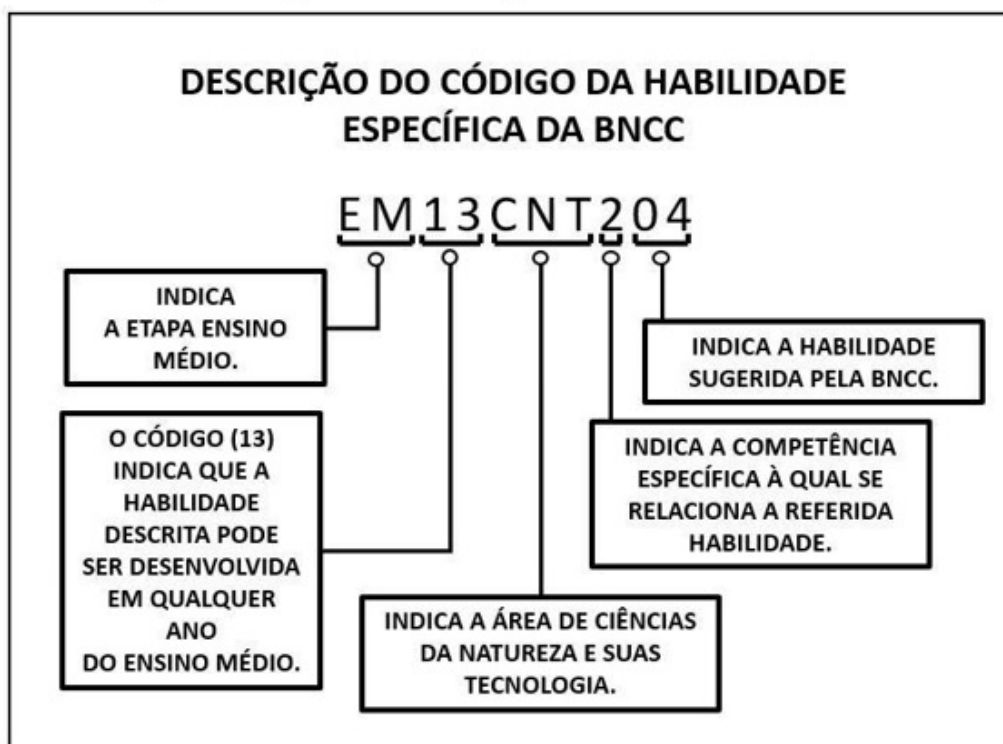 DESCRIÇÃO DO CÓDIGO DA HABILIDADE
ESPECÍFICA DA BNCC
EM13CNT204
INDICA
A ETAPA ENSINO
MÉDIO.
INDICA A HABILIDADE
SUGERIDA PELA BNCC.
O CÓDIGO (13)
INDICA QUE A
HABILIDADE
DESCRITA PODE
SER DESENVOLVIDA
EM QUALQUER
ANO
DO ENSINO MÉDIO.
INDICA A COMPETÊNCIA
ESPECÍFICA À QUAL SE
RELACIONA A REFERIDA
HABILIDADE.
INDICA A ÁREA DE CIÊNCIAS
DA NATUREZA E SUAS
TECNOLOGIA.